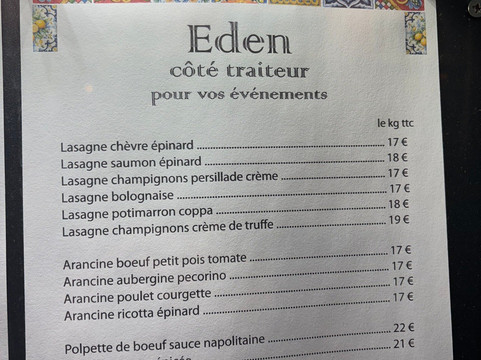 Eden
côté traiteur
pour vos événements
le kg ttc
Lasagne chèvre épinard 17 €
Lasagne saumon épinard 18 €
Lasagne champignons persillade crème 17 €
Lasagne bolognaise 17 €
Lasagne potimarron coppa 18 €
Lasagne champignons crème de truffe 19 €
Arancine boeuf petit pois tomate 17 €
Arancine aubergine pecorino 17 €
Arancine poulet courgette 17 €
Arancine ricotta épinard 17 €
Polpette de boeuf sauce napolitaine 22 €
21 €